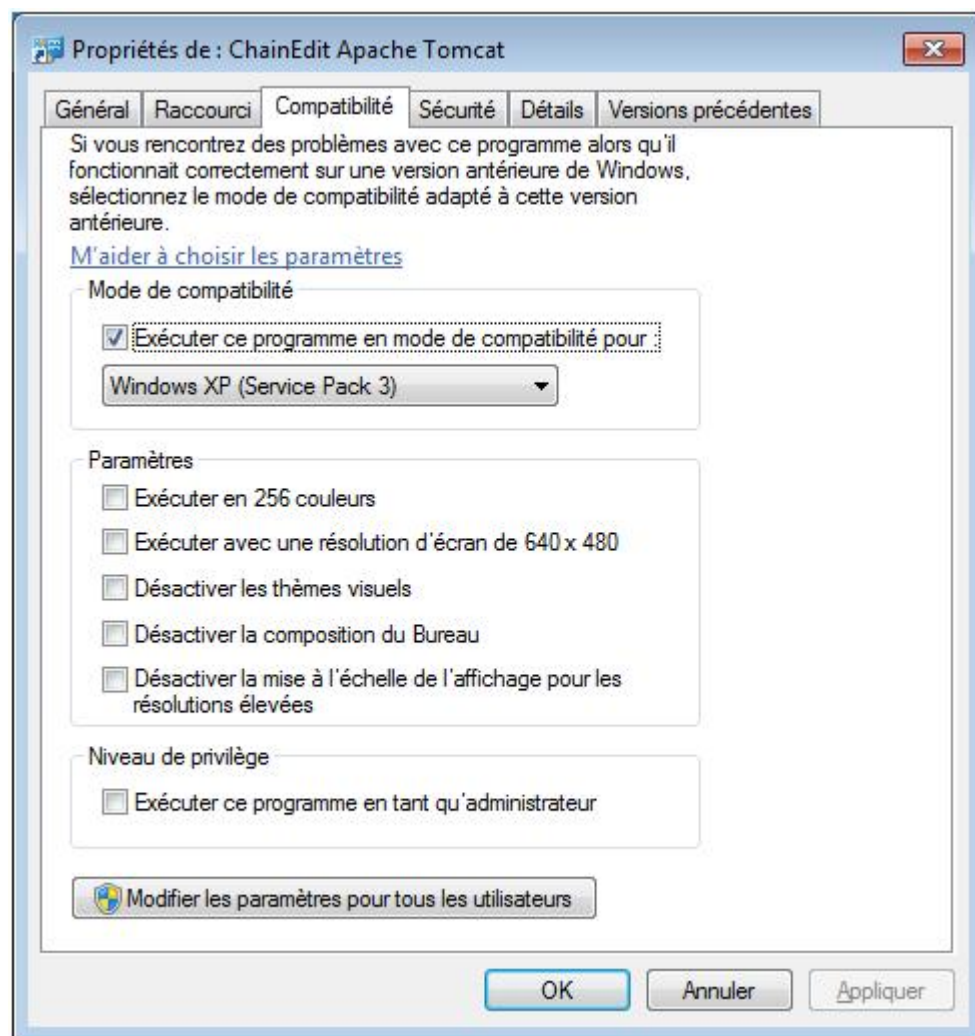 Propriétés de : ChainEdit Apache Tomcat
Général Raccourci Compatibilité Sécurité Détails Versions précédentes
Si vous rencontrez des problèmes avec ce programme alors qu'il
fonctionnait correctement sur une version antérieure de Windows,
sélectionnez le mode de compatibilité adapté à cette version
antérieure.
M'aider à choisir les paramètres
Mode de compatibilité
Exécuter ce programme en mode de compatibilité pour :
Windows XP (Service Pack 3)
Paramètres
Exécuter en 256 couleurs
Exécuter avec une résolution d'écran de 640 x 480
Désactiver les thèmes visuels
Désactiver la composition du Bureau
Désactiver la mise à l'échelle de l'affichage pour les
résolutions élevées
Niveau de privilège
Exécuter ce programme en tant qu'administrateur
Modifier les paramètres pour tous les utilisateurs
OK Annuler Appliquer